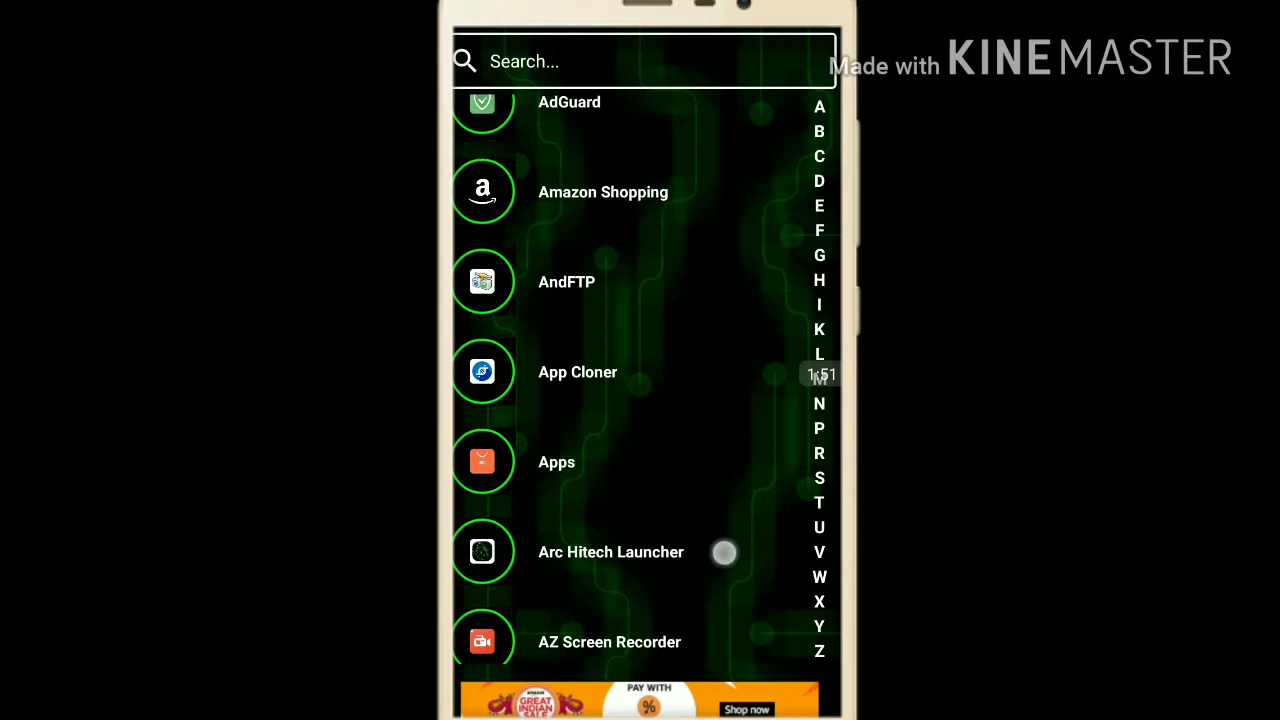 Made with KINEMASTER
Search...
AdGuard
Amazon Shopping
AndFTP
App Cloner
Apps
Arc Hitech Launcher
AZ Screen Recorder
A
B
C
D
E
F
G
H
I
K
L
M
1:51
N
P
R
S
T
U
V
W
X
Y
Z
AMAZON
GREAT
INDIAN
SALE
PAY WITH
%
Shop now